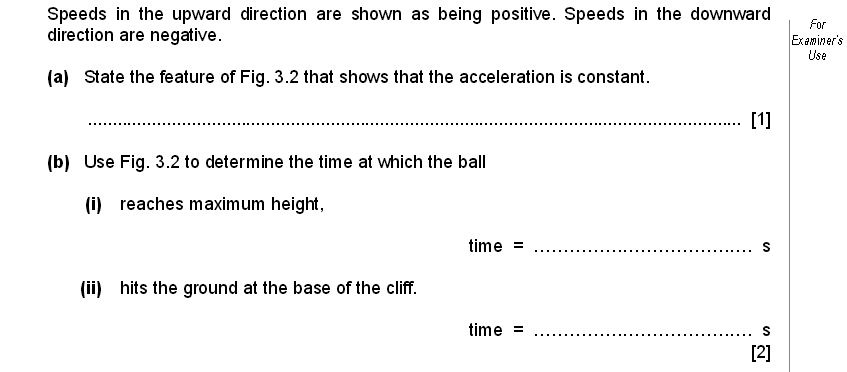 Speeds in the upward direction are shown as being positive. Speeds in the downward
direction are negative.
For
Examiner's
Use
(a) State the feature of Fig. 3.2 that shows that the acceleration is constant.
.................................................................................................................................. [1]
(b) Use Fig. 3.2 to determine the time at which the ball
(i) reaches maximum height,
time = ..................................... s
(ii) hits the ground at the base of the cliff.
time = ..................................... s
[2]